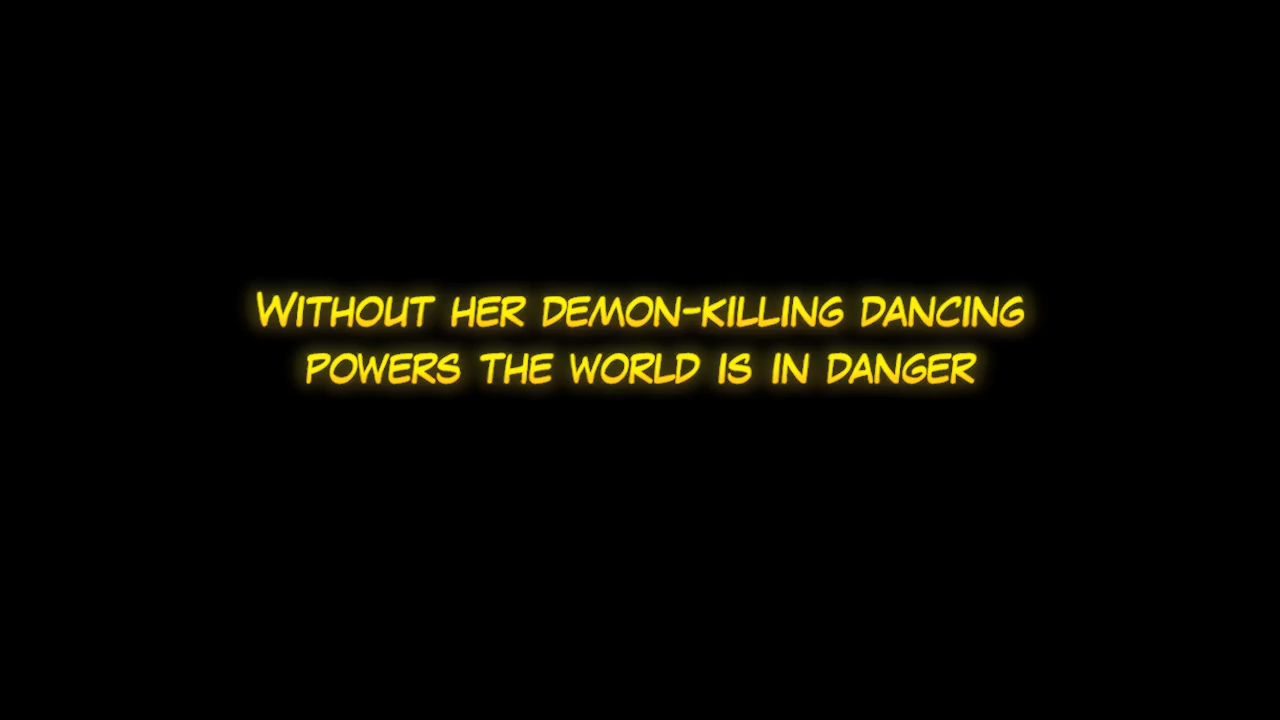 WITHOUT HER DEMON-KILLING DANCING
POWERS THE WORLD IS IN DANGER